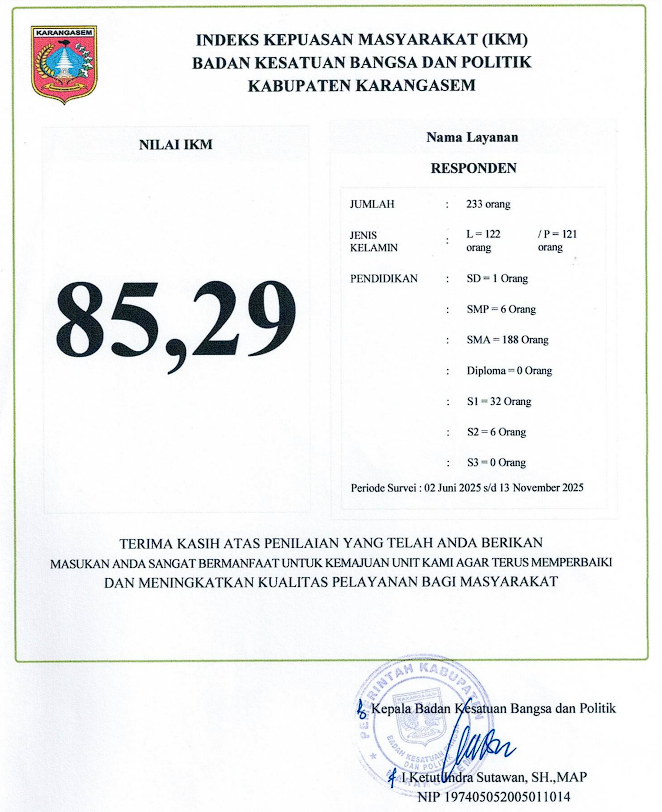 KARANGASEM
INDEKS KEPUASAN MASYARAKAT (IKM)
BADAN KESATUAN BANGSA DAN POLITIK
KABUPATEN KARANGASEM
NILAI IKM
85,29
Nama Layanan
RESPONDEN
JUMLAH : 233 orang
JENIS KELAMIN : L = 122 orang / P = 121 orang
PENDIDIKAN : SD = 1 Orang
: SMP = 6 Orang
: SMA = 188 Orang
: Diploma = 0 Orang
: S1 = 32 Orang
: S2 = 6 Orang
: S3 = 0 Orang
Periode Survei : 02 Juni 2025 s/d 13 November 2025
TERIMA KASIH ATAS PENILAIAN YANG TELAH ANDA BERIKAN
MASUKAN ANDA SANGAT BERMANFAAT UNTUK KEMAJUAN UNIT KAMI AGAR TERUS MEMPERBAIKI
DAN MENINGKATKAN KUALITAS PELAYANAN BAGI MASYARAKAT
PEMERINTAH KABUPATEN
BADAN KESATUAN BANGSA
DAN POLITIK
Kepala Badan Kesatuan Bangsa dan Politik
I Ketut Indra Sutawan, SH.,MAP
NIP 197405052005011014